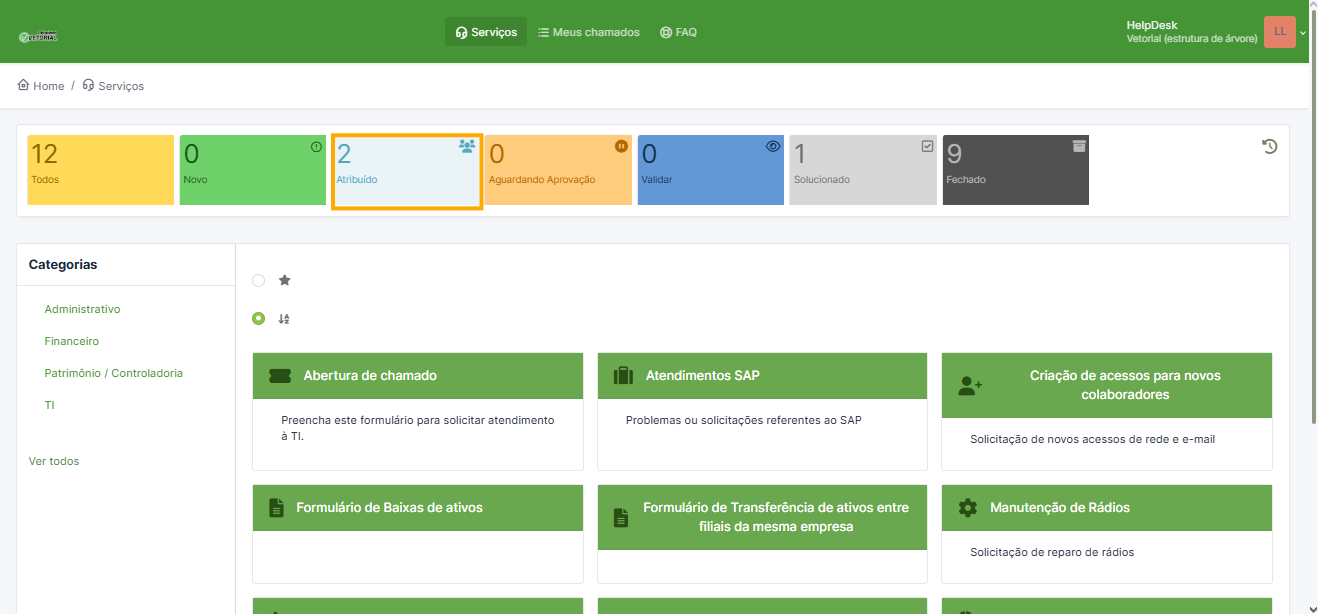 VETORIAL
Serviços
Meus chamados
FAQ
HelpDesk
Vetorial (estrutura de árvore)
LL
Home / Serviços
12
Todos
0
Novo
2
Atribuído
0
Aguardando Aprovação
0
Validar
1
Solucionado
9
Fechado
Categorias
Administrativo
Financeiro
Patrimônio / Controladoria
TI
Ver todos
Abertura de chamado
Preencha este formulário para solicitar atendimento
à TI.
Atendimentos SAP
Problemas ou solicitações referentes ao SAP
Criação de acessos para novos
colaboradores
Solicitação de novos acessos de rede e e-mail
Formulário de Baixas de ativos
Formulário de Transferência de ativos entre
filiais da mesma empresa
Manutenção de Rádios
Solicitação de reparo de rádios